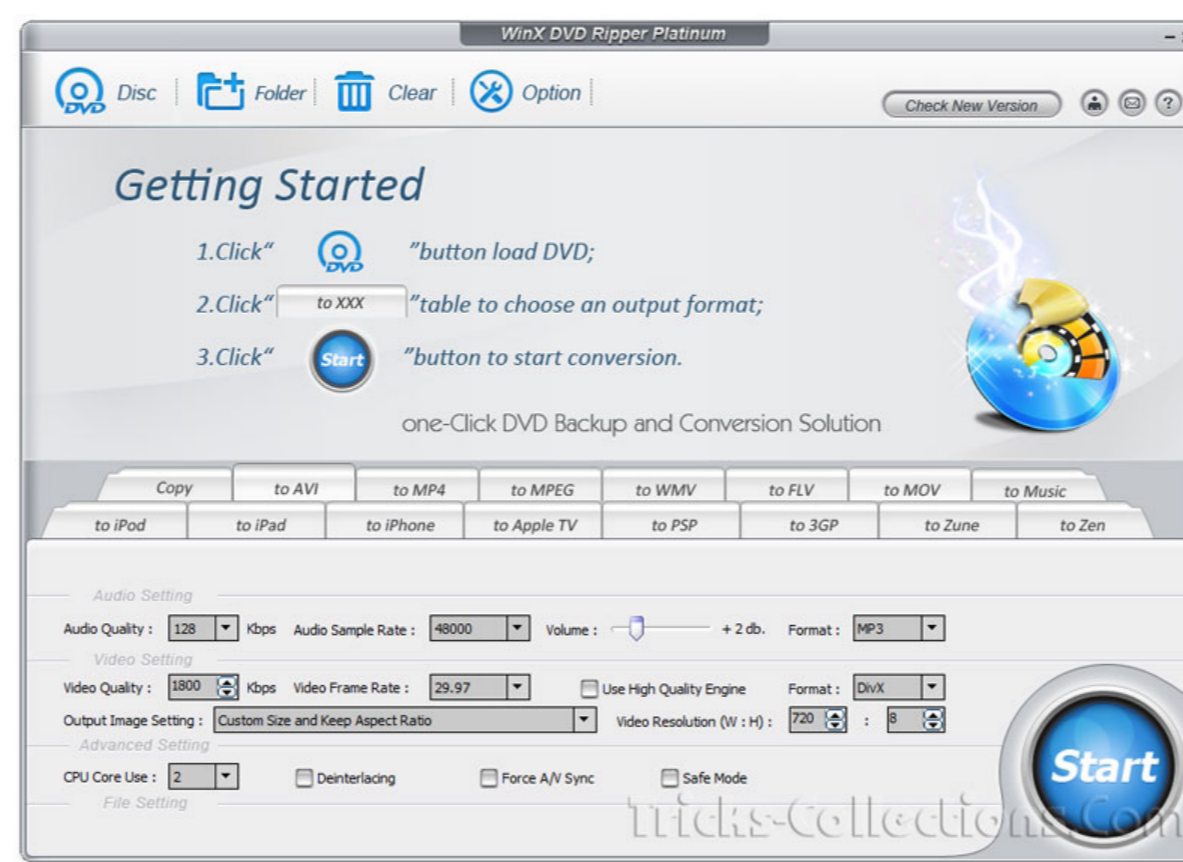 WinX DVD Ripper Platinum
DVD Disc Folder Clear Option
Check New Version ?
Getting Started
1.Click“ DVD ”button load DVD;
2.Click“ to XXX ”table to choose an output format;
3.Click“ Start ”button to start conversion.
one-Click DVD Backup and Conversion Solution
Copy to AVI to MP4 to MPEG to WMV to FLV to MOV to Music
to iPod to iPad to iPhone to Apple TV to PSP to 3GP to Zune to Zen
Audio Setting
Audio Quality : 128 Kbps Audio Sample Rate : 48000 Volume : + 2 db. Format : MP3
Video Setting
Video Quality : 1800 Kbps Video Frame Rate : 29.97 Use High Quality Engine Format : DivX
Output Image Setting : Custom Size and Keep Aspect Ratio Video Resolution (W : H) : 720 : 8
Advanced Setting
CPU Core Use : 2 Deinterlacing Force A/V Sync Safe Mode
Start
File Setting
Tricks-Collections.Com